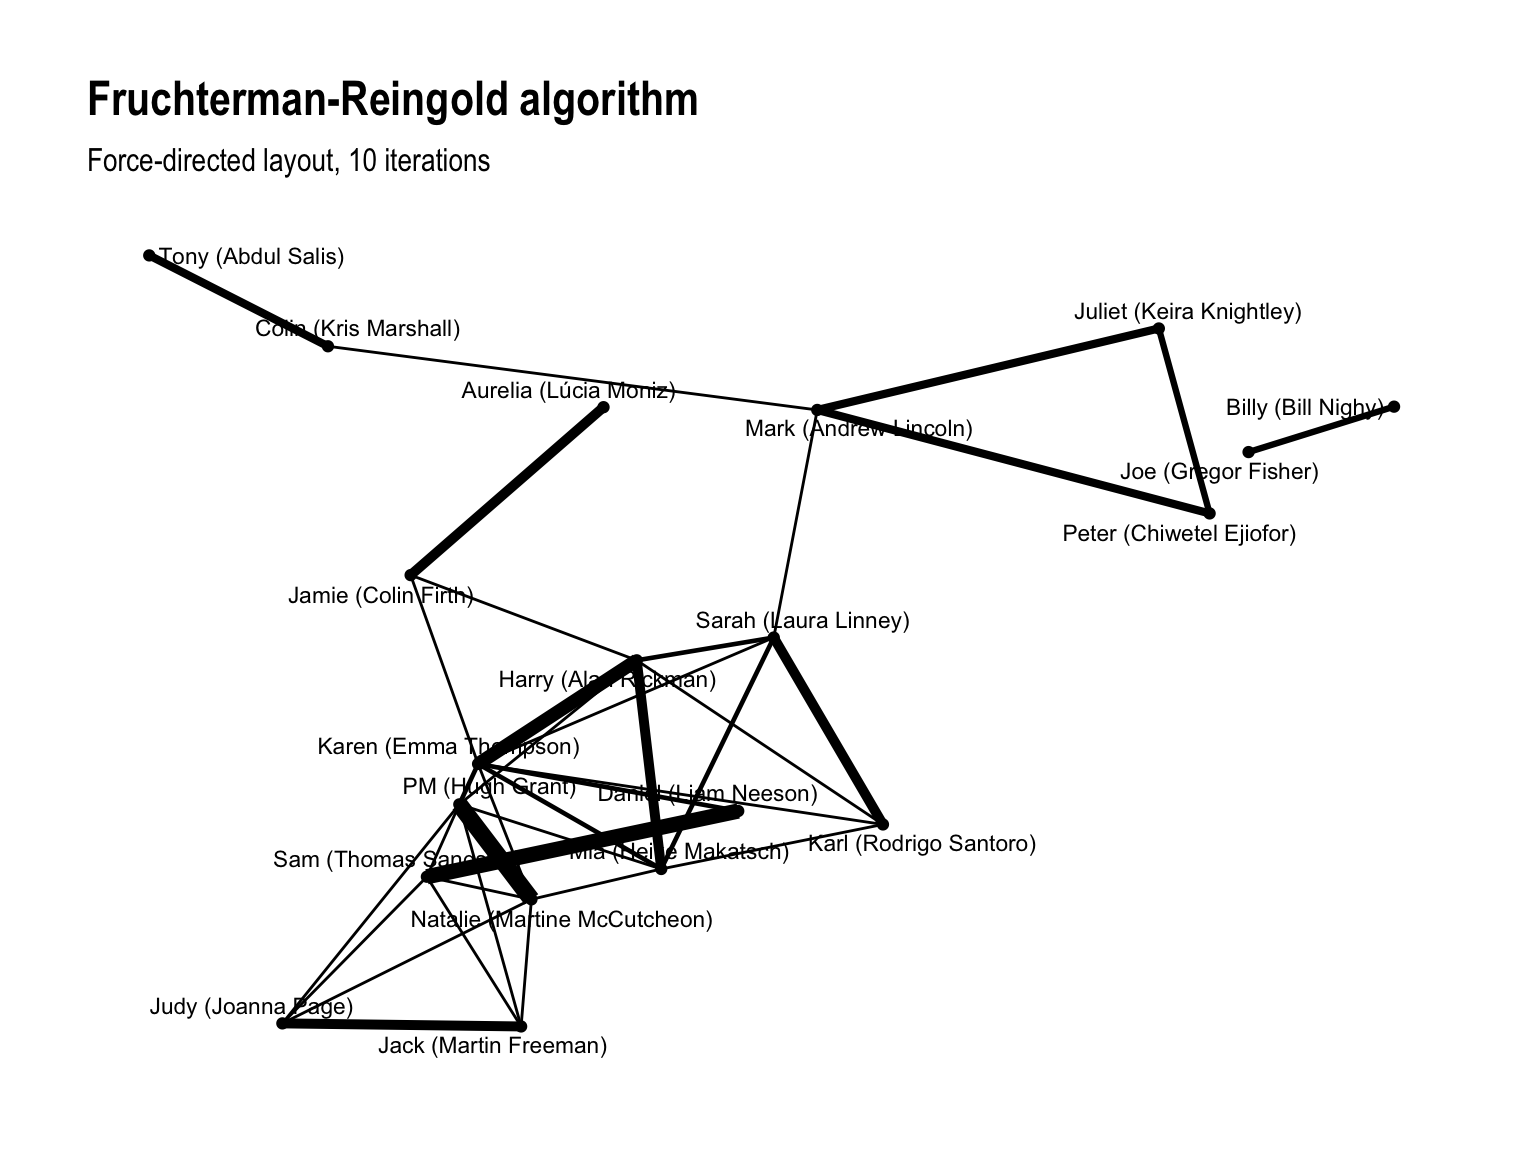 Fruchterman-Reingold algorithm
Force-directed layout, 10 iterations
Tony (Abdul Salis)
Juliet (Keira Knightley)
Colin (Kris Marshall)
Aurelia (Lúcia Moniz)
Billy (Bill Nighy)
Mark (Andrew Lincoln)
Joe (Gregor Fisher)
Peter (Chiwetel Ejiofor)
Jamie (Colin Firth)
Sarah (Laura Linney)
Harry (Alan Rickman)
Karen (Emma Thompson)
PM (Hugh Grant)
Daniel (Liam Neeson)
Karl (Rodrigo Santoro)
Mia (Heike Makatsch)
Sam (Thomas
Natalie (Martine McCutcheon)
Judy (Joanna Page)
Jack (Martin Freeman)